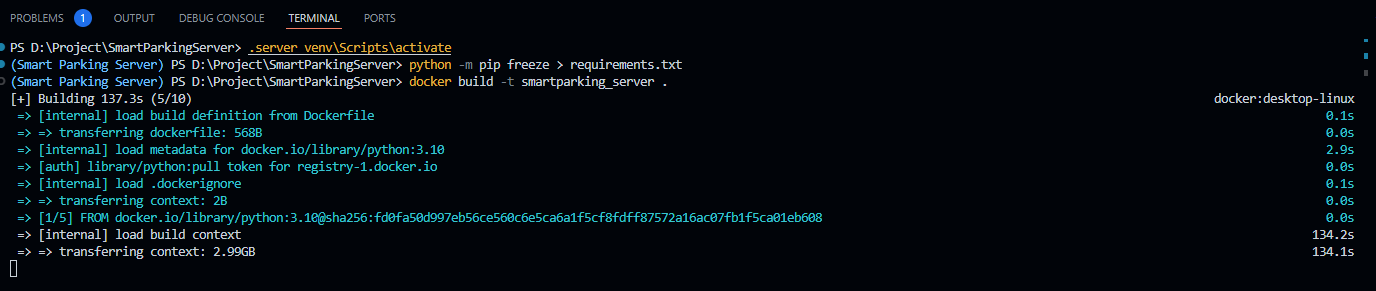 PROBLEMS 1 OUTPUT DEBUG CONSOLE TERMINAL PORTS
PS D:\Project\SmartParkingServer> .server_venv\Scripts\activate
(Smart Parking Server) PS D:\Project\SmartParkingServer> python -m pip freeze > requirements.txt
(Smart Parking Server) PS D:\Project\SmartParkingServer> docker build -t smartparking_server .
[+] Building 137.3s (5/10) docker:desktop-linux
=> [internal] load build definition from Dockerfile 0.1s
=> => transferring dockerfile: 568B 0.0s
=> [internal] load metadata for docker.io/library/python:3.10 2.9s
=> [auth] library/python:pull token for registry-1.docker.io 0.0s
=> [internal] load .dockerignore 0.1s
=> => transferring context: 2B 0.0s
=> [1/5] FROM docker.io/library/python:3.10@sha256:fd0fa50d997eb56ce560c6e5ca6a1f5cf8fdff87572a16ac07fb1f5ca01eb608 0.0s
=> [internal] load build context 134.2s
=> => transferring context: 2.99GB 134.1s